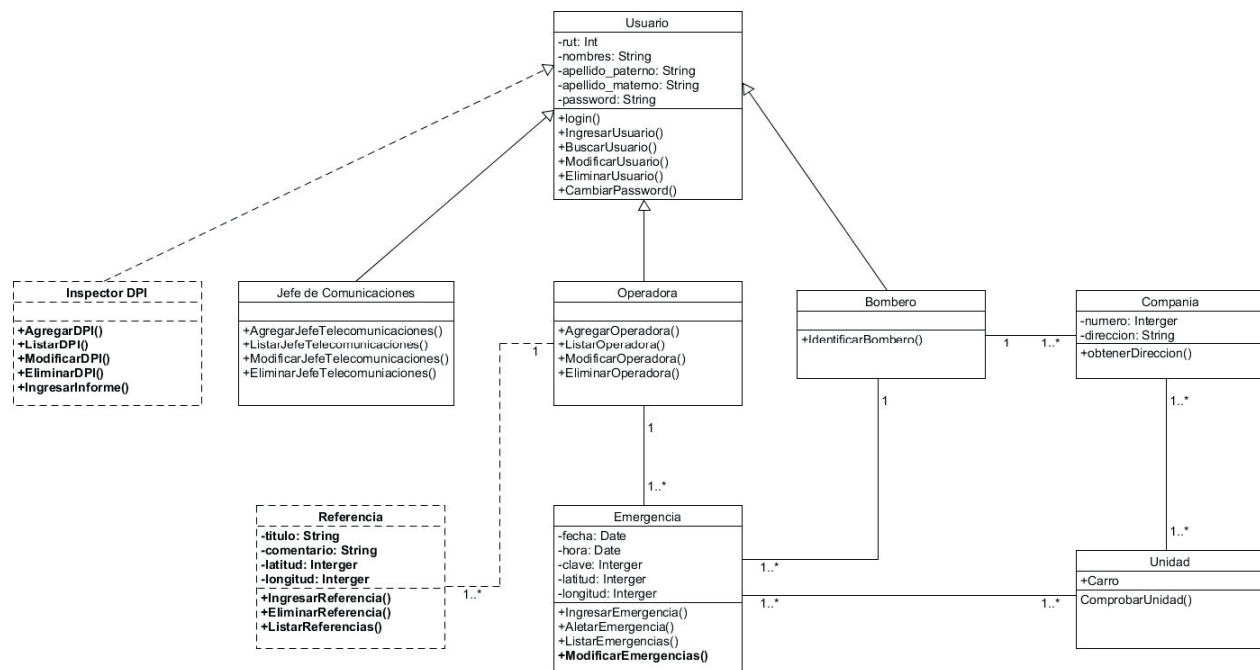 Usuario
-rut: Int
-nombres: String
-apellido_paterno: String
-apellido_materno: String
-password: String
+login()
+IngresarUsuario()
+BuscarUsuario()
+ModificarUsuario()
+EliminarUsuario()
+CambiarPassword()
Inspector DPI
+AgregarDPI()
+ListarDPI()
+ModificarDPI()
+EliminarDPI()
+IngresarInforme()
Jefe de Comunicaciones
+AgregarJefeTelecomunicaciones()
+ListarJefeTelecomunicaciones()
+ModificarJefeTelecomunicaciones()
+EliminarJefeTelecomuniaciones()
Operadora
+AgregarOperadora()
+ListarOperadora()
+ModificarOperadora()
+EliminarOperadora()
1
Bombero
+IdentificarBombero()
1
1..*
Compania
-numero: Interger
-direccion: String
+obtenerDireccion()
1
1..*
1
1..*
1..*
1..*
Referencia
-titulo: String
-comentario: String
-latitud: Interger
-longitud: Interger
+IngresarReferencia()
+EliminarReferencia()
+ListarReferencias()
1..*
Emergencia
-fecha: Date
-hora: Date
-clave: Interger
-latitud: Interger
-longitud: Interger
+IngresarEmergencia()
+AletarEmergencia()
+ListarEmergencias()
+ModificarEmergencias()
1..*
1..*
Unidad
+Carro
ComprobarUnidad()